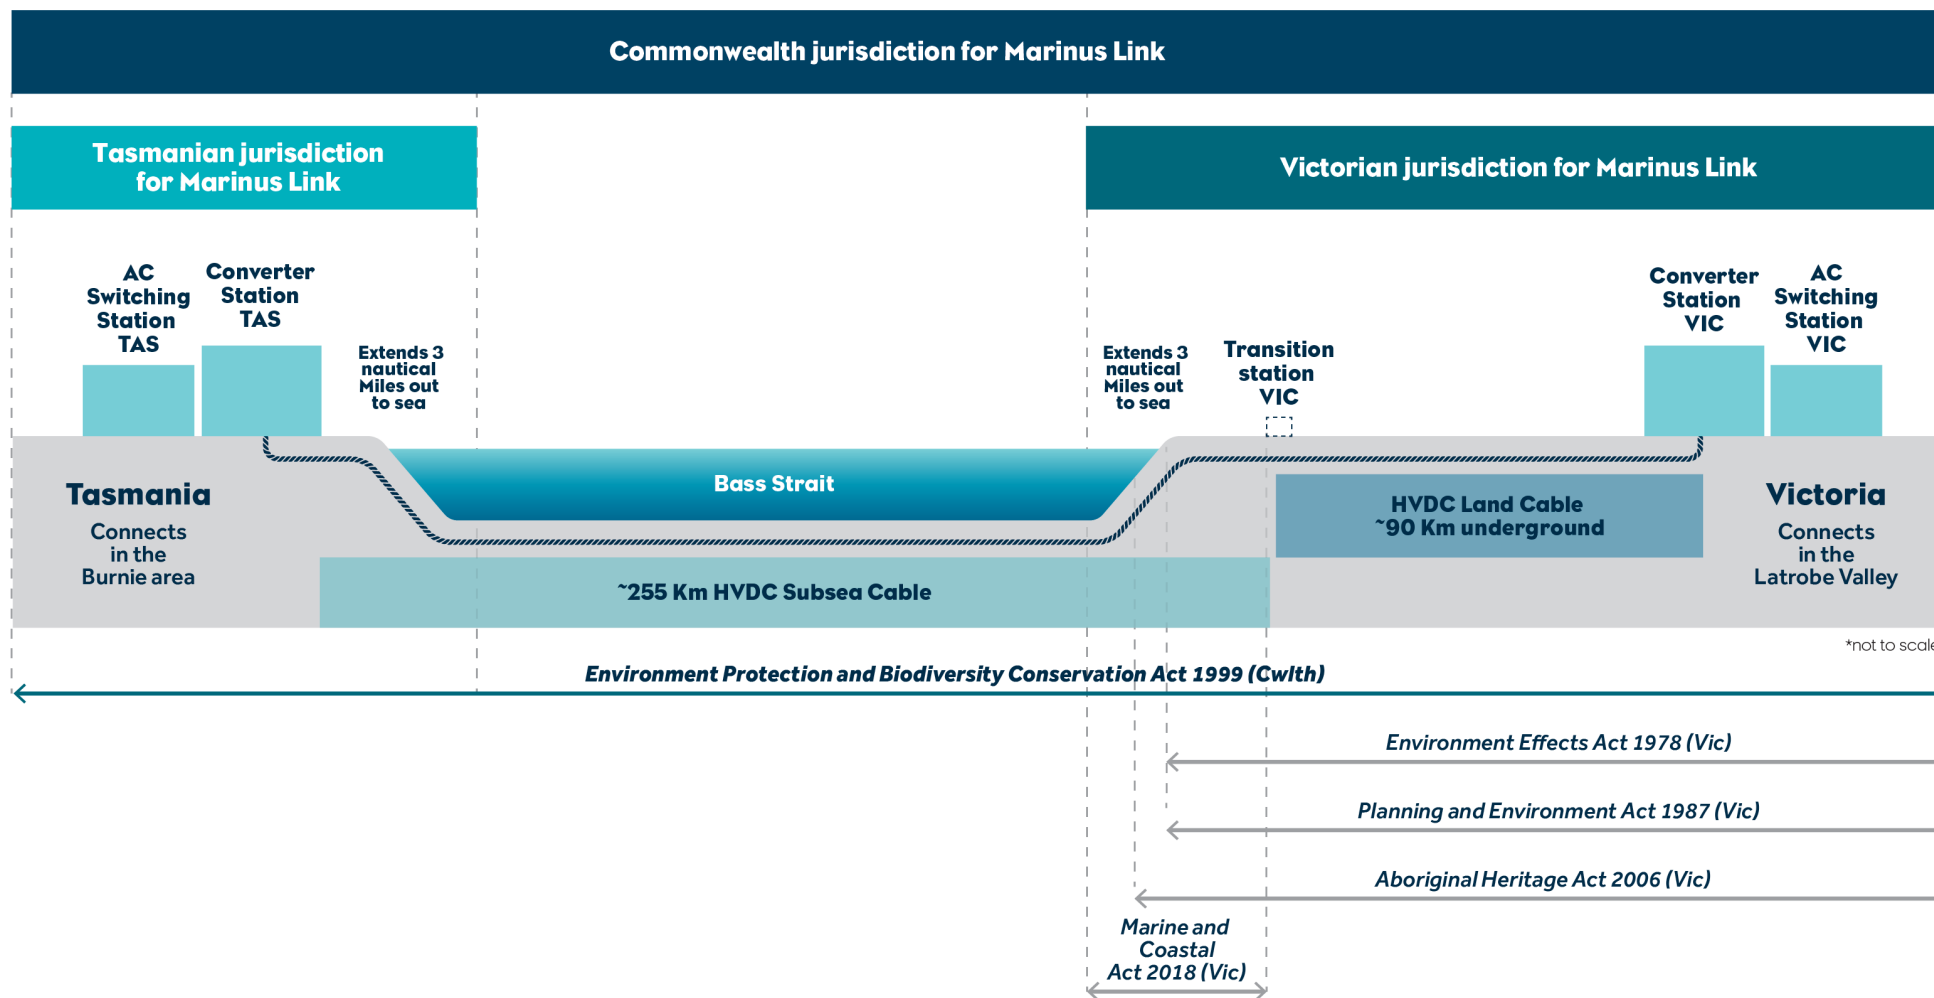 Commonwealth jurisdiction for Marinus Link
Tasmanian jurisdiction
for Marinus Link
Victorian jurisdiction for Marinus Link
AC
Switching
Station
TAS
Converter
Station
TAS
Extends 3
nautical
Miles out
to sea
Extends 3
nautical
Miles out
to sea
Transition
station
VIC
Converter
Station
VIC
AC
Switching
Station
VIC
Bass Strait
Tasmania
Connects
in the
Burnie area
HVDC Land Cable
~90 Km underground
Victoria
Connects
in the
Latrobe Valley
~255 Km HVDC Subsea Cable
*not to scale
Environment Protection and Biodiversity Conservation Act 1999 (Cwlth)
Environment Effects Act 1978 (Vic)
Planning and Environment Act 1987 (Vic)
Aboriginal Heritage Act 2006 (Vic)
Marine and
Coastal
Act 2018 (Vic)